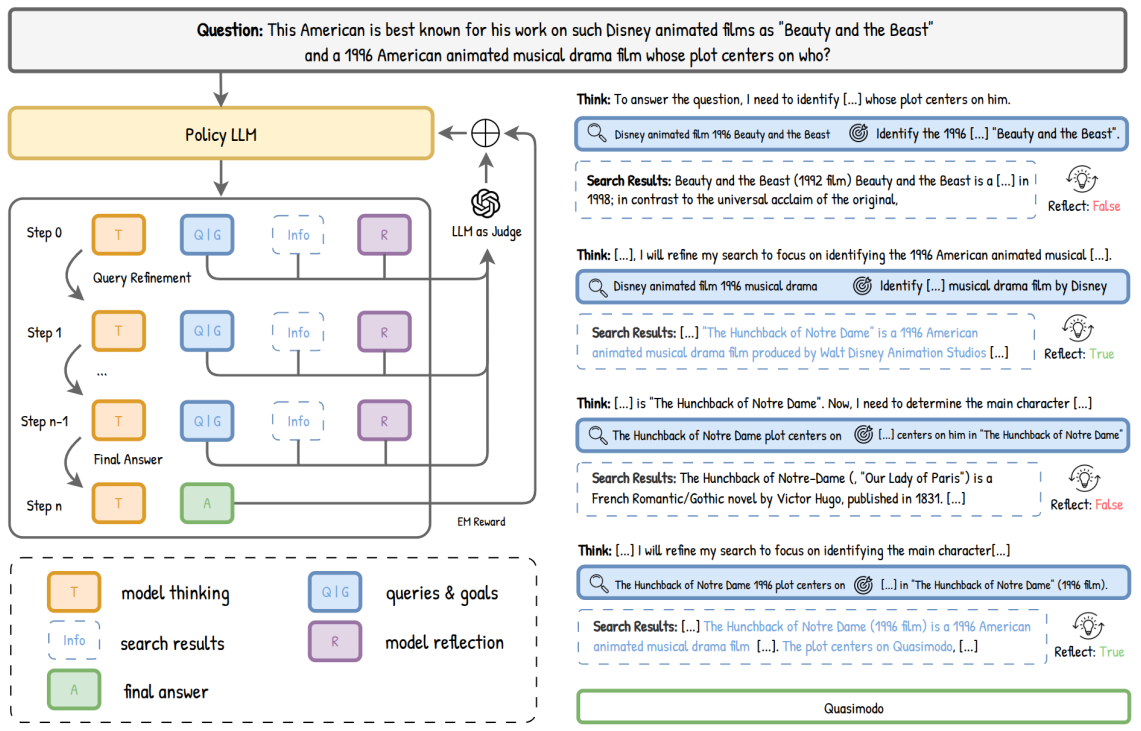 Question: This American is best known for his work on such Disney animated films as "Beauty and the Beast"
and a 1996 American animated musical drama film whose plot centers on who?
Policy LLM
LLM as Judge
Step 0
T
Q|G
Info
R
Query Refinement
Step 1
T
Q|G
Info
R
...
Step n-1
T
Q|G
Info
R
Final Answer
Step n
T
A
EM Reward
T
model thinking
Q|G
queries & goals
Info
search results
R
model reflection
A
final answer
Think: To answer the question, I need to identify [...] whose plot centers on him.
Disney animated film 1996 Beauty and the Beast
Identify the 1996 [...] "Beauty and the Beast".
Search Results: Beauty and the Beast (1992 film) Beauty and the Beast is a [...] in
1998; in contrast to the universal acclaim of the original,
Reflect: False
Think: [...], I will refine my search to focus on identifying the 1996 American animated musical [...].
Disney animated film 1996 musical drama
Identify [...] musical drama film by Disney
Search Results: [...] "The Hunchback of Notre Dame" is a 1996 American
animated musical drama film produced by Walt Disney Animation Studios [...]
Reflect: True
Think: [...] is "The Hunchback of Notre Dame". Now, I need to determine the main character [...]
The Hunchback of Notre Dame plot centers on
[...] centers on him in "The Hunchback of Notre Dame"
Search Results: The Hunchback of Notre-Dame (, "Our Lady of Paris") is a
French Romantic/Gothic novel by Victor Hugo, published in 1831. [...]
Reflect: False
Think: [...] I will refine my search to focus on identifying the main character[...]
The Hunchback of Notre Dame 1996 plot centers on
[...] in "The Hunchback of Notre Dame" (1996 film).
Search Results: [...] The Hunchback of Notre Dame (1996 film) is a 1996 American
animated musical drama film [...]. The plot centers on Quasimodo, [...]
Reflect: True
Quasimodo